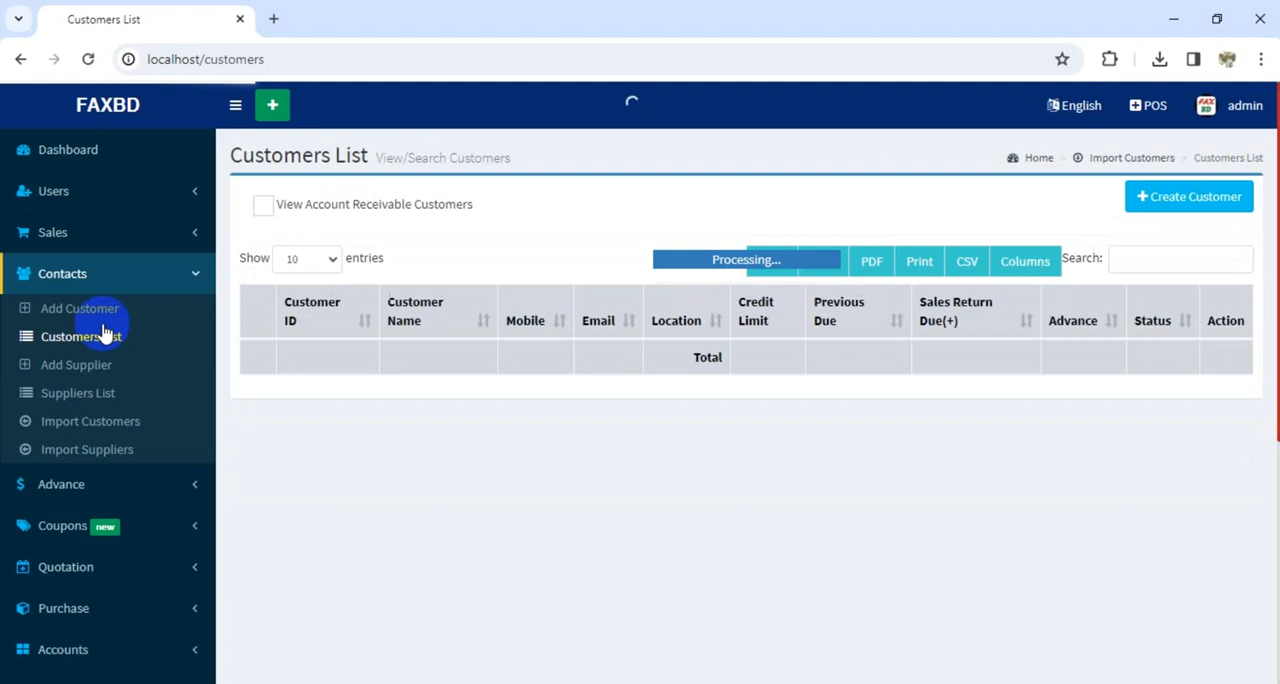 Customers List
localhost/customers
FAXBD
English
POS
FAX BD
admin
Dashboard
Users
Sales
Contacts
Add Customer
Customers List
Add Supplier
Suppliers List
Import Customers
Import Suppliers
Advance
Coupons new
Quotation
Purchase
Accounts
Customers List View/Search Customers
Home > Import Customers > Customers List
View Account Receivable Customers
+ Create Customer
Show 10 entries
Processing...
PDF Print CSV Columns
Search:
Customer ID
Customer Name
Mobile
Email
Location
Credit Limit
Previous Due
Sales Return Due(+)
Advance
Status
Action
Total